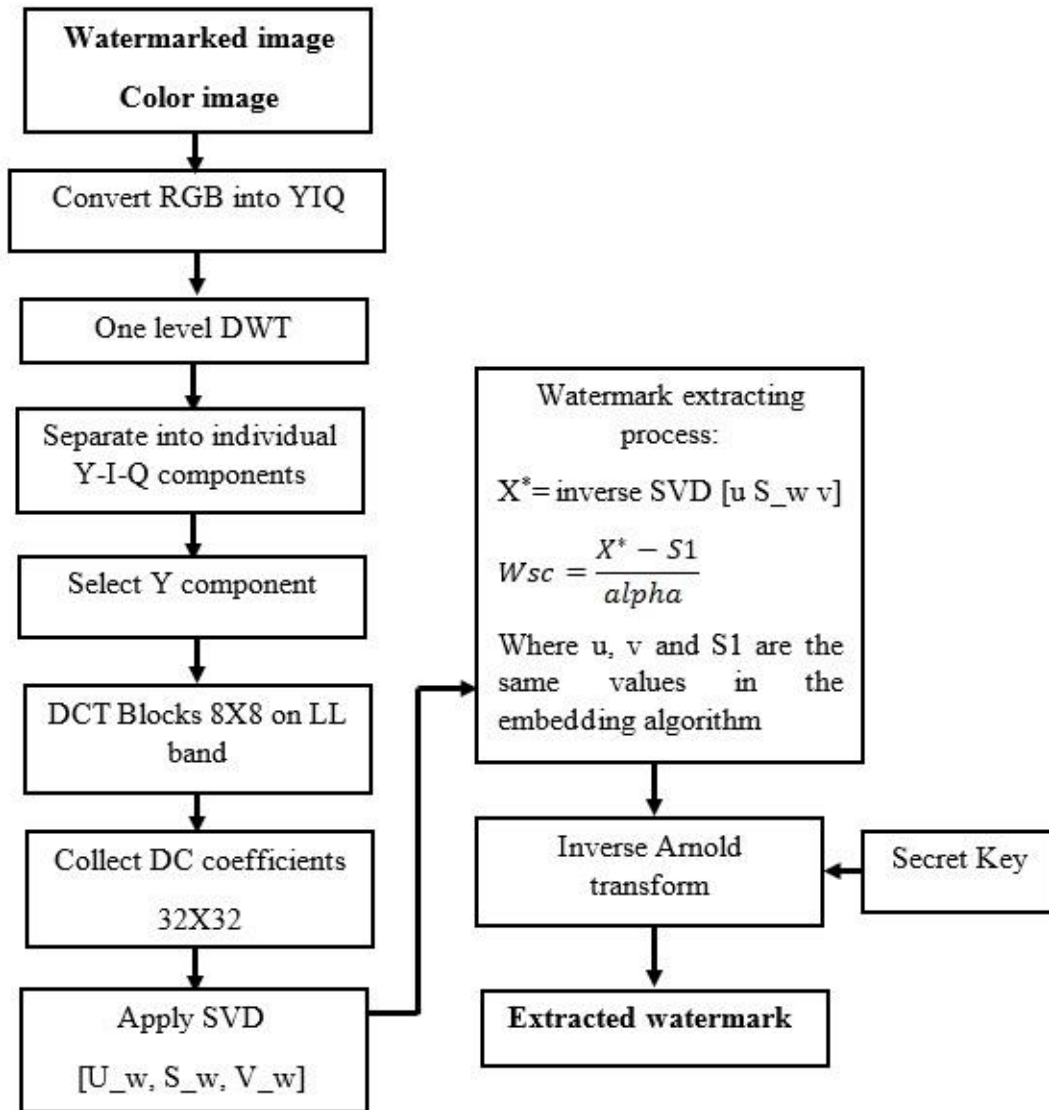 Watermarked image
Color image
Convert RGB into YIQ
One level DWT
Separate into individual
Y-I-Q components
Select Y component
DCT Blocks 8X8 on LL
band
Collect DC coefficients
32X32
Apply SVD
[U_w, S_w, V_w]
Watermark extracting
process:
X*= inverse SVD [u S_w v]
Wsc = (X* − S1) / alpha
Where u, v and S1 are the
same values in the
embedding algorithm
Inverse Arnold
transform
Secret Key
Extracted watermark